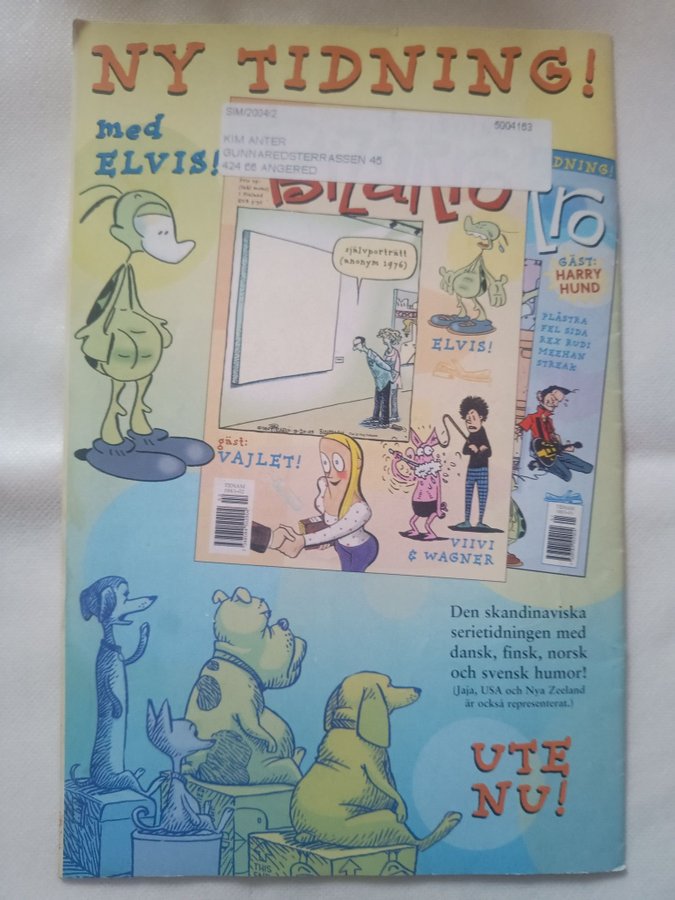 NY TIDNING!
med
ELVIS!
SIM/2004/2
5004163
KIM ANTER
GUNNAREDSTERRASSEN 45
424 66 ANGERED
självporträtt
(anonym 1976)
ELVIS!
gäst:
VAJLET!
VIIVI
& WAGNER
DNING!
GÄST:
HARRY
HUND
PLÅSTRA
FEL SIDA
REX RUDI
MEEHAN
STREAK
Den skandinaviska
serietidningen med
dansk, finsk, norsk
och svensk humor!
(Jaja, USA och Nya Zeeland
är också representerat.)
UTE
NU!
THIS